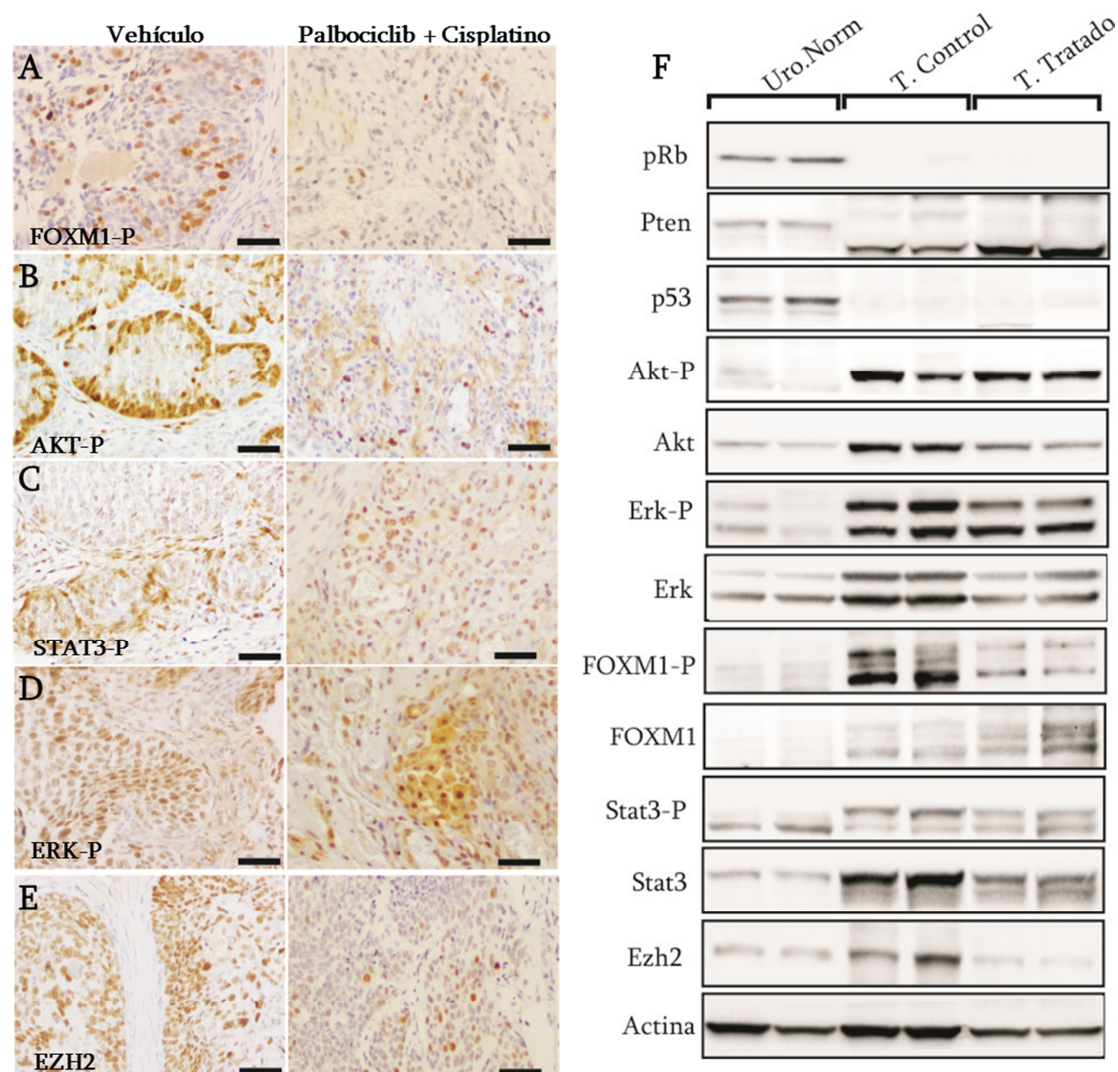 Vehículo
Palbociclib + Cisplatino
A
FOXM1-P
B
AKT-P
C
STAT3-P
D
ERK-P
E
EZH2
F
Uro.Norm
T. Control
T. Tratado
pRb
Pten
p53
Akt-P
Akt
Erk-P
Erk
FOXM1-P
FOXM1
Stat3-P
Stat3
Ezh2
Actina